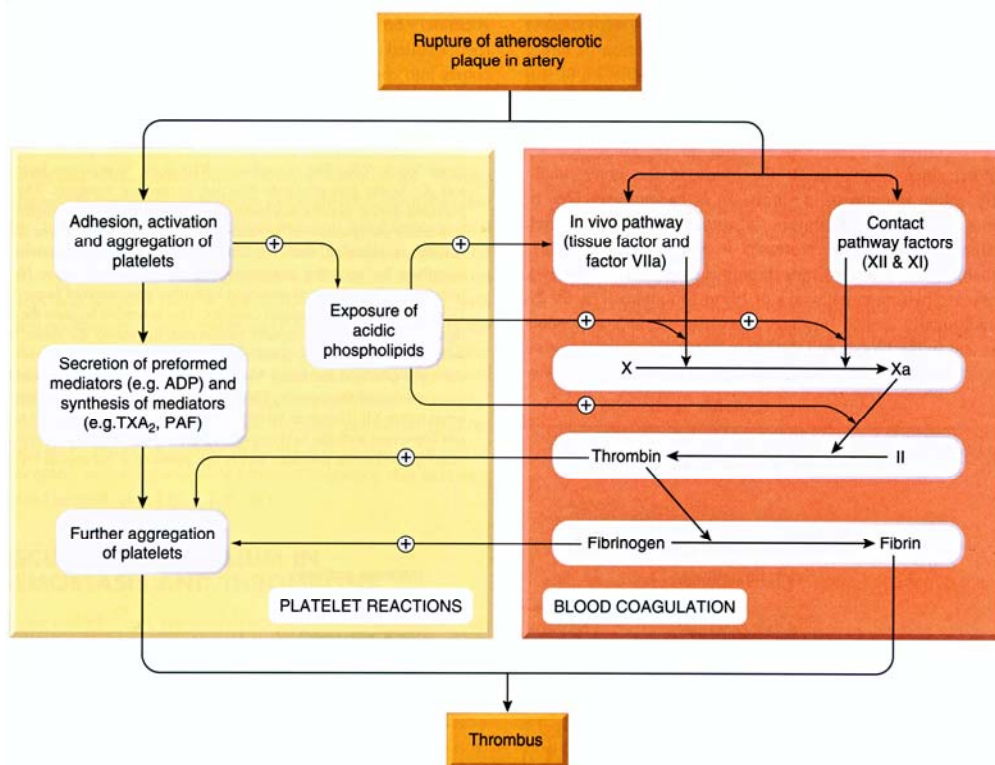 Rupture of atherosclerotic
plaque in artery
Adhesion, activation
and aggregation of
platelets
+
+
In vivo pathway
(tissue factor and
factor VIIa)
Contact
pathway factors
(XII & XI)
Exposure of
acidic
phospholipids
+
+
Secretion of preformed
mediators (e.g. ADP) and
synthesis of mediators
(e.g.TXA₂, PAF)
X
Xa
+
+
Thrombin
II
Further aggregation
of platelets
+
Fibrinogen
Fibrin
PLATELET REACTIONS
BLOOD COAGULATION
Thrombus